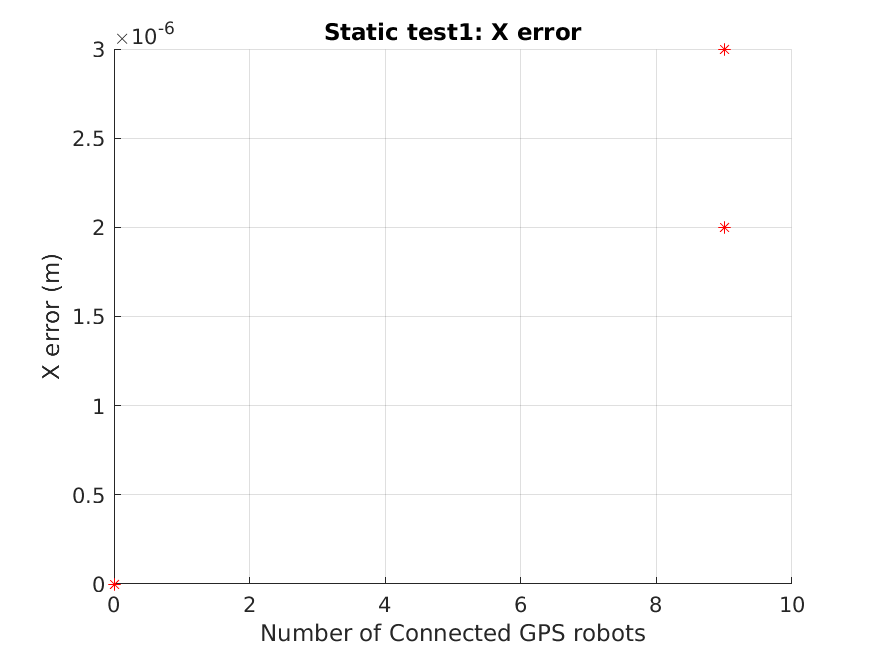 Static test1: X error
×10-6
3
2.5
2
1.5
1
0.5
0
X error (m)
0 2 4 6 8 10
Number of Connected GPS robots